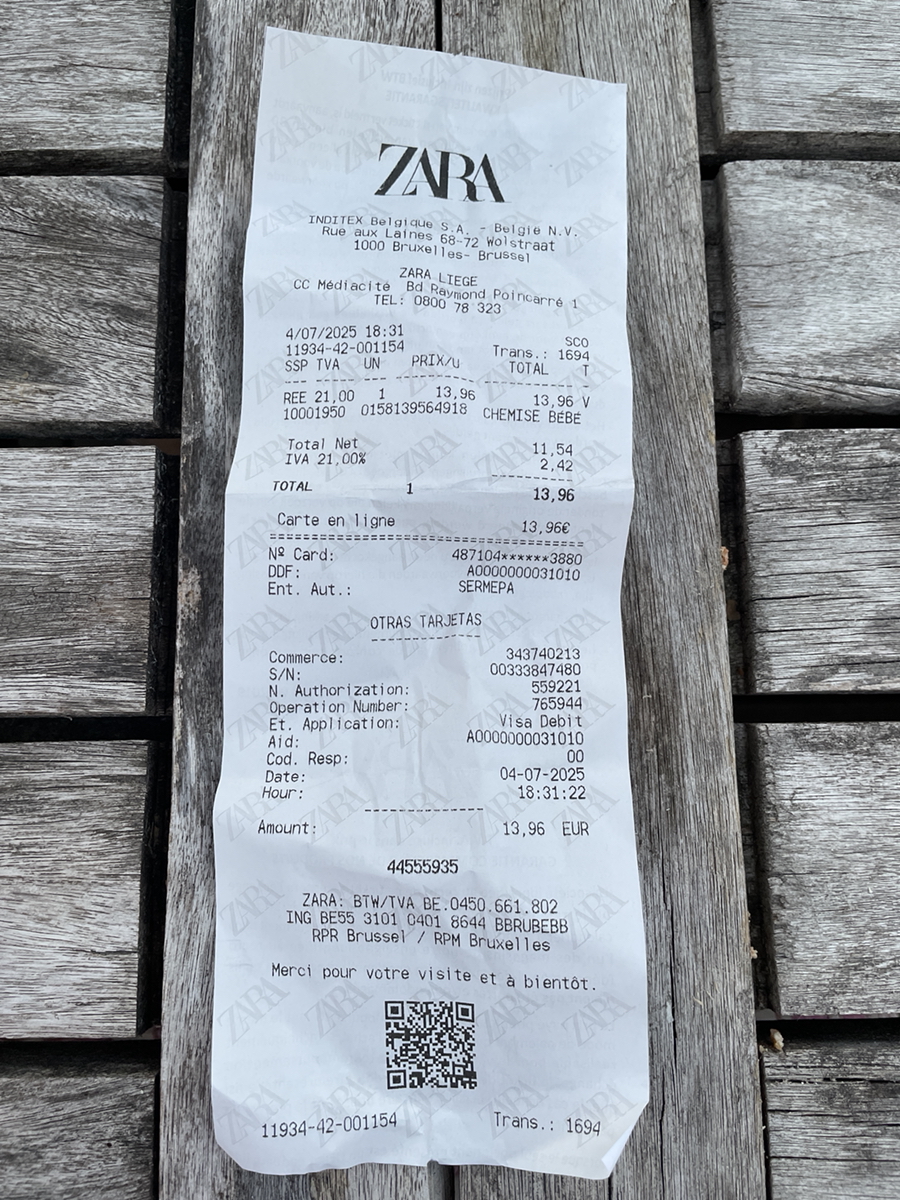 ZARA
INDITEX Belgique S.A. - België N.V.
Rue aux Laines 68-72 Wolstraat
1000 Bruxelles- Brussel
ZARA LIEGE
CC Médiacité Bd Raymond Poincarré 1
TEL: 0800 78 323
4/07/2025 18:31 SCO
11934-42-001154 Trans.: 1694
SSP TVA UN PRIX/U TOTAL T
REE 21,00 1 13,96 13,96 V
10001950 0158139564918 CHEMISE BÉBÉ
Total Net 11,54
IVA 21,00% 2,42
TOTAL 1 13,96
Carte en ligne 13,96€
Nº Card: 487104******3880
DDF: A0000000031010
Ent. Aut.: SERMEPA
OTRAS TARJETAS
Commerce: 343740213
S/N: 00333847480
N. Authorization: 559221
Operation Number: 765944
Et. Application: Visa Debit
Aid: A0000000031010
Cod. Resp: 00
Date: 04-07-2025
Hour: 18:31:22
Amount: 13,96 EUR
44555935
ZARA: BTW/TVA BE.0450.661.802
ING BE55 3101 0401 8644 BBRUBEBB
RPR Brussel / RPM Bruxelles
Merci pour votre visite et à bientôt.
11934-42-001154 Trans.: 1694